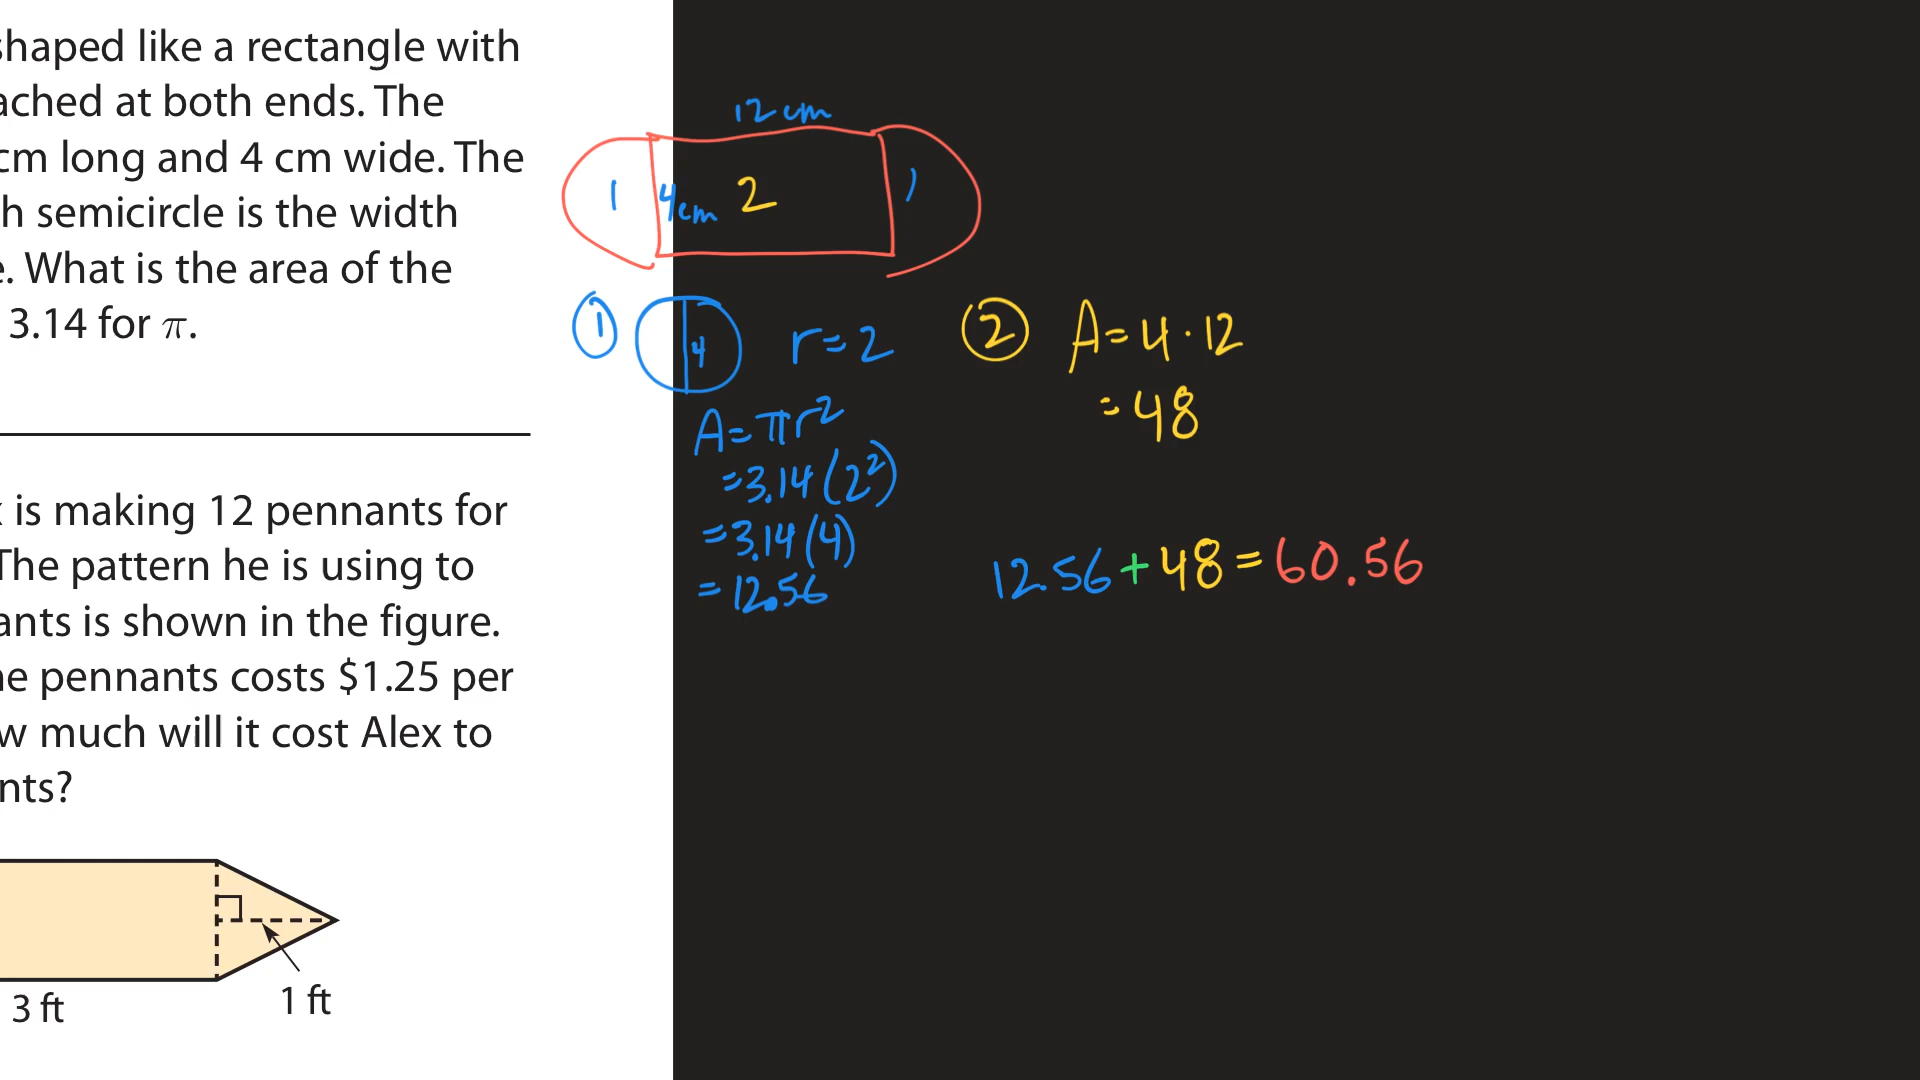 shaped like a rectangle with
ached at both ends. The
cm long and 4 cm wide. The
h semicircle is the width
e. What is the area of the
3.14 for π.
x is making 12 pennants for
The pattern he is using to
ants is shown in the figure.
ne pennants costs $1.25 per
w much will it cost Alex to
nts?
3 ft
1 ft
12 cm
1 4cm 2 1
① 4 r = 2
A = πr²
= 3.14 (2²)
= 3.14 (4)
= 12.56
② A = 4 · 12
= 48
12.56 + 48 = 60.56